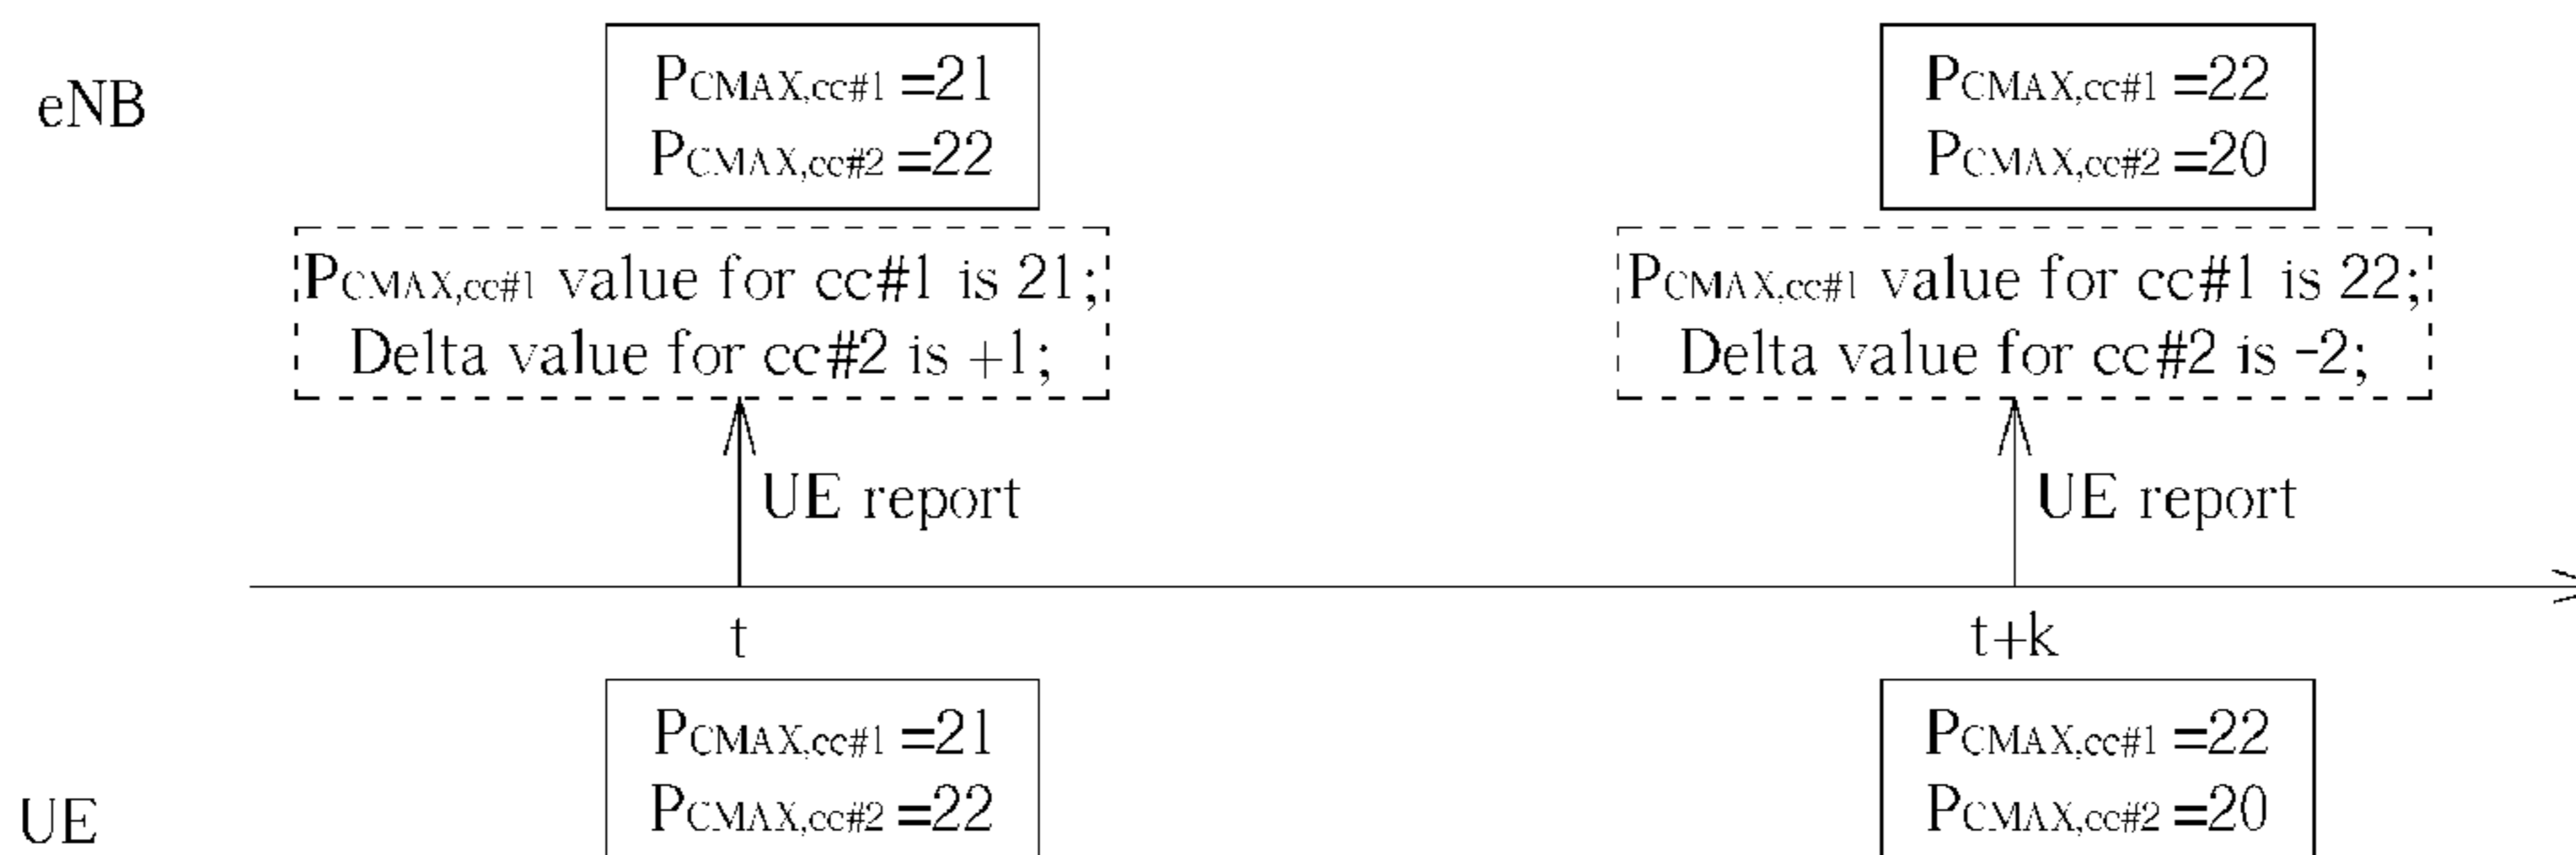 eNB
PCMAX,cc#1 =21
PCMAX,cc#2 =22
PCMAX,cc#1 =22
PCMAX,cc#2 =20
PCMAX,cc#1 value for cc#1 is 21;
Delta value for cc#2 is +1;
PCMAX,cc#1 value for cc#1 is 22;
Delta value for cc#2 is -2;
UE report
UE report
t
t+k
UE
PCMAX,cc#1 =21
PCMAX,cc#2 =22
PCMAX,cc#1 =22
PCMAX,cc#2 =20